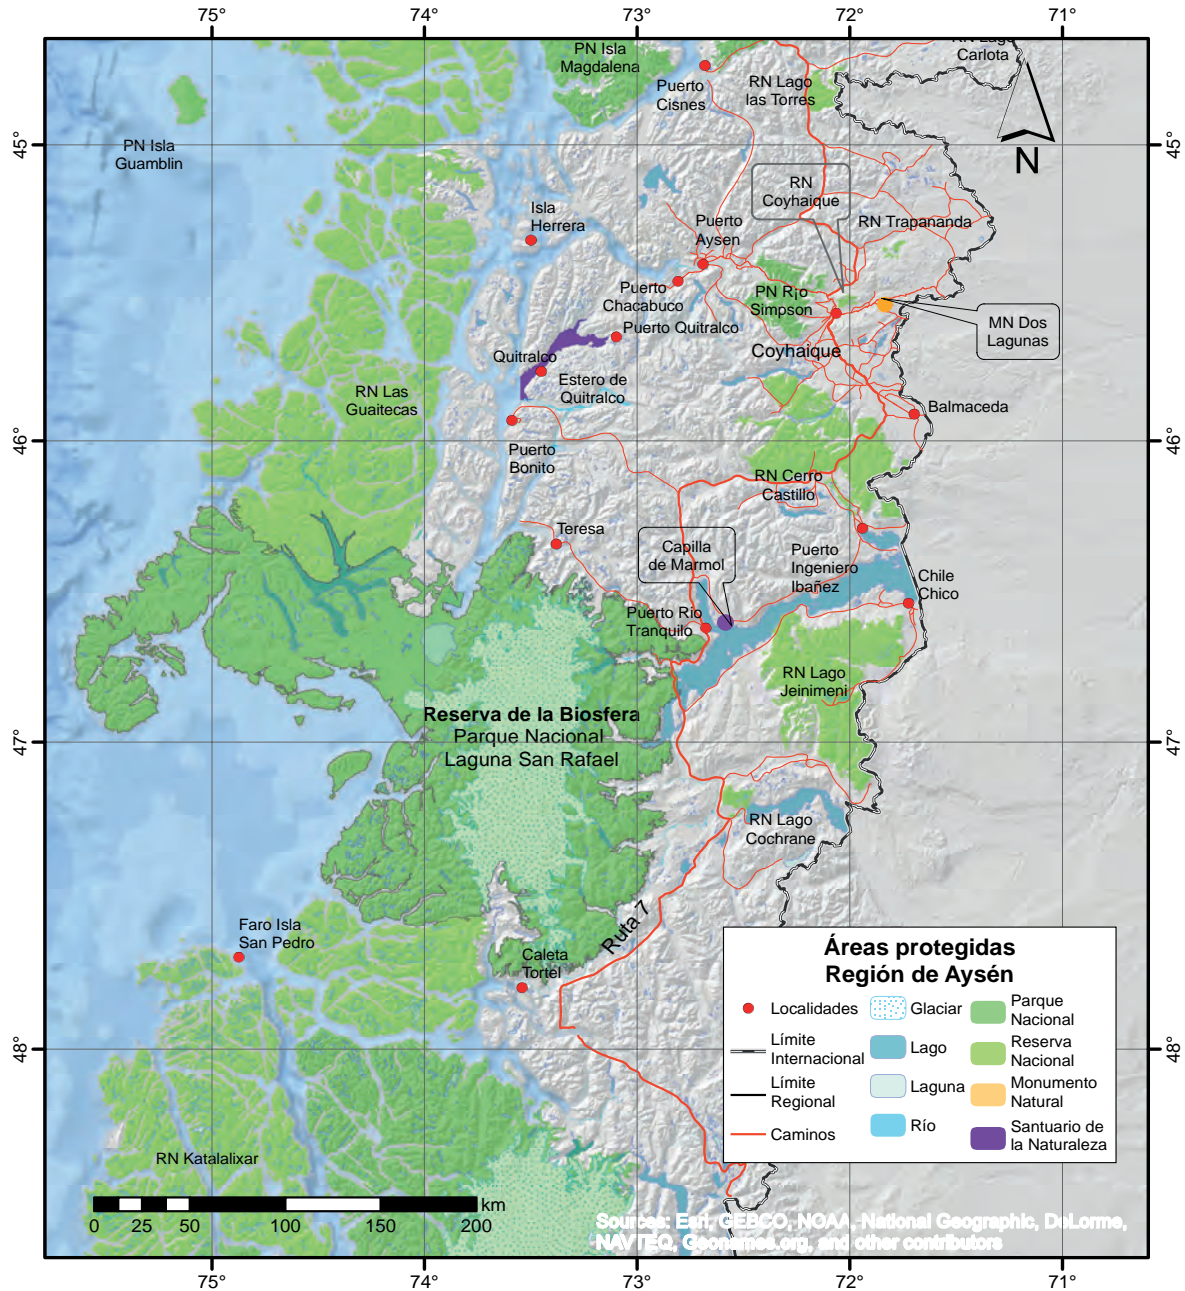 75°
74°
73°
72°
71°
PN Isla
Magdalena
RN Lago
Carlota
Puerto
Cisnes
RN Lago
las Torres
45°
PN Isla
Guamblin
45°
N
RN
Coyhaique
Isla
Herrera
Puerto
Aysen
RN Trapananda
Puerto
Chacabuco
PN R¡o
Simpson
MN Dos
Lagunas
Puerto Quitralco
Quitralco
Coyhaique
Estero de
Quitralco
RN Las
Guaitecas
Balmaceda
46°
46°
Puerto
Bonito
RN Cerro
Castillo
Teresa
Capilla
de Marmol
Puerto
Ingeniero
Ibañez
Chile
Chico
Puerto Rio
Tranquilo
RN Lago
Jeinimeni
Reserva de la Biosfera
Parque Nacional
Laguna San Rafael
47°
47°
RN Lago
Cochrane
Ruta 7
Faro Isla
San Pedro
Caleta
Tortel
Áreas protegidas
Región de Aysén
Localidades
Límite
Internacional
Límite
Regional
Caminos
Glaciar
Lago
Laguna
Río
Parque
Nacional
Reserva
Nacional
Monumento
Natural
Santuario de
la Naturaleza
48°
48°
RN Katalalixar
km
0 25 50 100 150 200
Sources: Esri, GEBCO, NOAA, National Geographic, DeLorme,
NAVTEQ, Geonames.org, and other contributors
75°
74°
73°
72°
71°